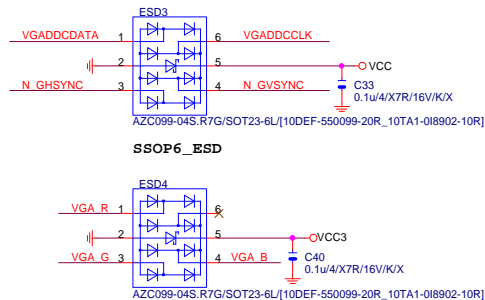 ESD3
VGADDCDATA 1 6 VGADDCCLK
2 5 VCC
N_GHSYNC 3 4 N_GVSYNC
C33
0.1u/4/X7R/16V/K/X
AZC099-04S.R7G/SOT23-6L/[10DEF-550099-20R_10TA1-0I8902-10R]
SSOP6_ESD
ESD4
VGA_R 1 6
2 5 VCC3
VGA_G 3 4 VGA_B
C40
0.1u/4/X7R/16V/K/X
AZC099-04S.R7G/SOT23-6L/[10DEF-550099-20R_10TA1-0I8902-10R]